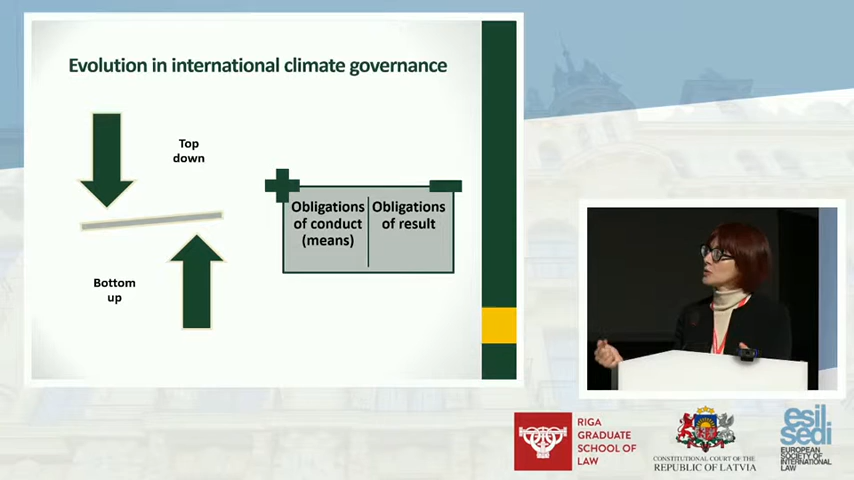 Evolution in international climate governance
Top
down
Bottom
up
Obligations
of conduct
(means)
Obligations
of result
RIGA
GRADUATE
SCHOOL OF
LAW
CONSTITUTIONAL COURT OF THE
REPUBLIC OF LATVIA
esil
sedi
EUROPEAN
SOCIETY OF
INTERNATIONAL
LAW